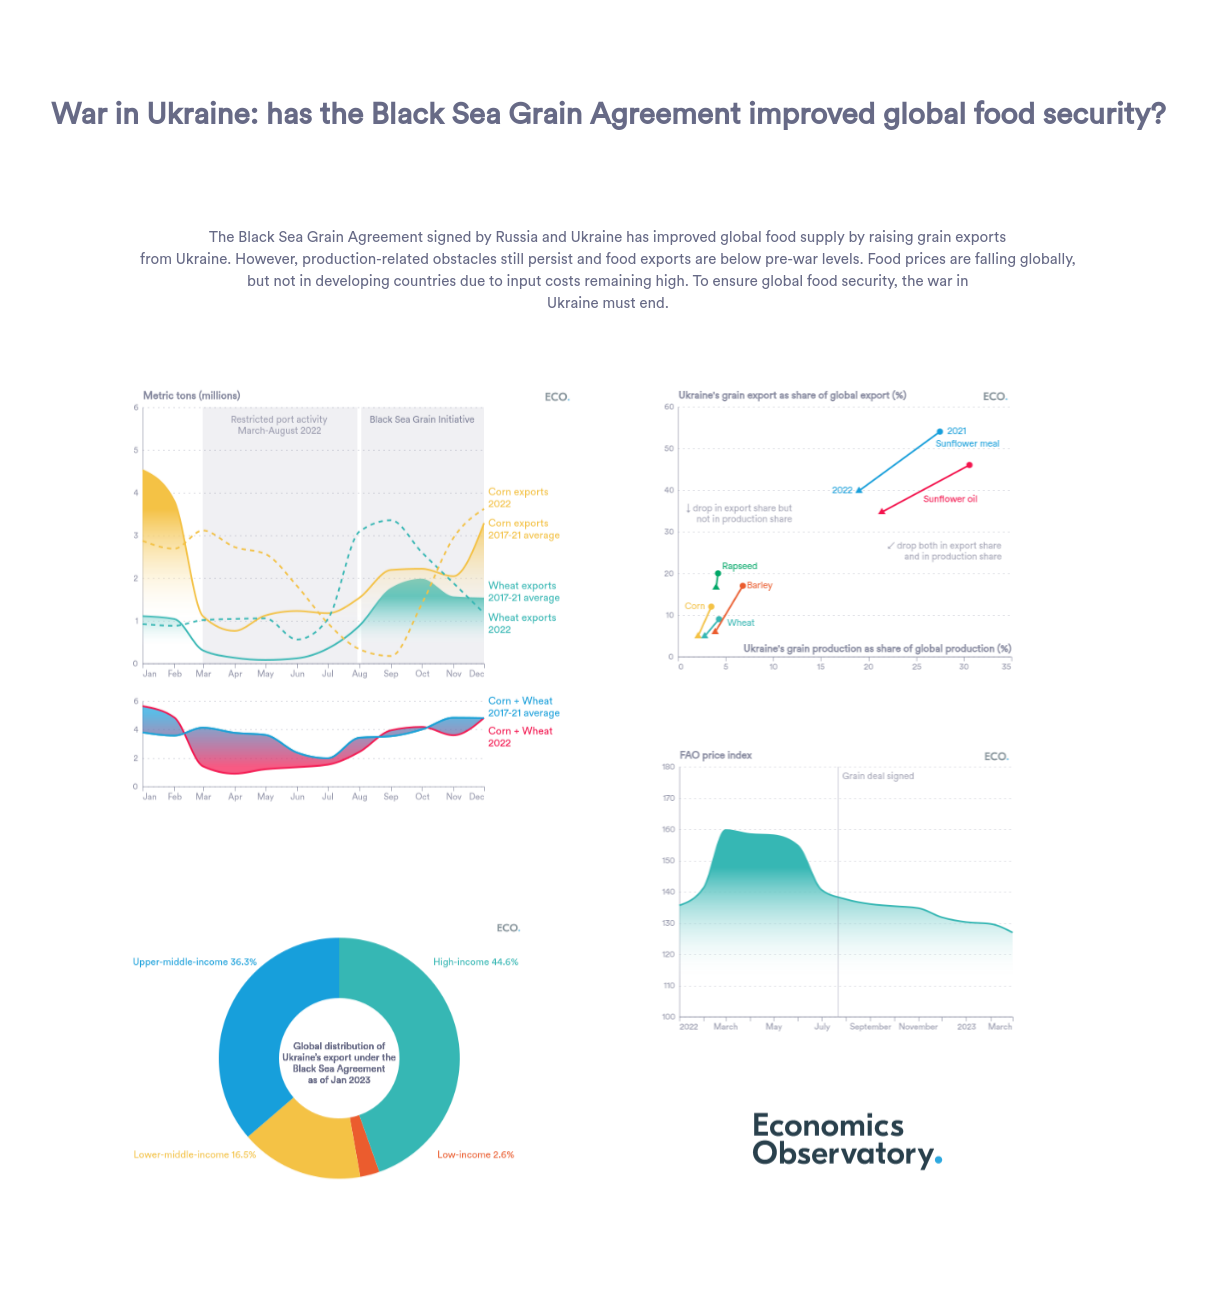 War in Ukraine: has the Black Sea Grain Agreement improved global food security?
The Black Sea Grain Agreement signed by Russia and Ukraine has improved global food supply by raising grain exports
from Ukraine. However, production-related obstacles still persist and food exports are below pre-war levels. Food prices are falling globally,
but not in developing countries due to input costs remaining high. To ensure global food security, the war in
Ukraine must end.
Metric tons (millions)
ECO.
6
5
4
3
2
1
0
Restricted port activity
March-August 2022
Black Sea Grain Initiative
Corn exports
2022
Corn exports
2017-21 average
Wheat exports
2017-21 average
Wheat exports
2022
Jan Feb Mar Apr May Jun Jul Aug Sep Oct Nov Dec
6
4
2
0
Corn + Wheat
2017-21 average
Corn + Wheat
2022
Jan Feb Mar Apr May Jun Jul Aug Sep Oct Nov Dec
Ukraine's grain export as share of global export (%)
ECO.
60
50
40
30
20
10
0
2021
Sunflower meal
2022
Sunflower oil
↓ drop in export share but
not in production share
↙ drop both in export share
and in production share
Rapseed
Barley
Corn
Wheat
Ukraine's grain production as share of global production (%)
0 5 10 15 20 25 30 35
FAO price index
ECO.
180
170
160
150
140
130
120
110
100
Grain deal signed
2022 March May July September November 2023 March
ECO.
Upper-middle-income 36.3%
High-income 44.6%
Global distribution of
Ukraine's export under the
Black Sea Agreement
as of Jan 2023
Lower-middle-income 16.5%
Low-income 2.6%
Economics
Observatory.